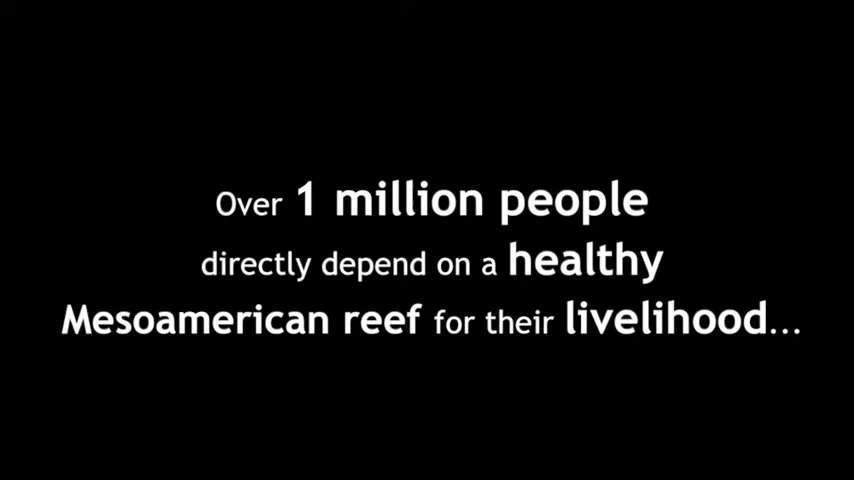 Over 1 million people
directly depend on a healthy
Mesoamerican reef for their livelihood...